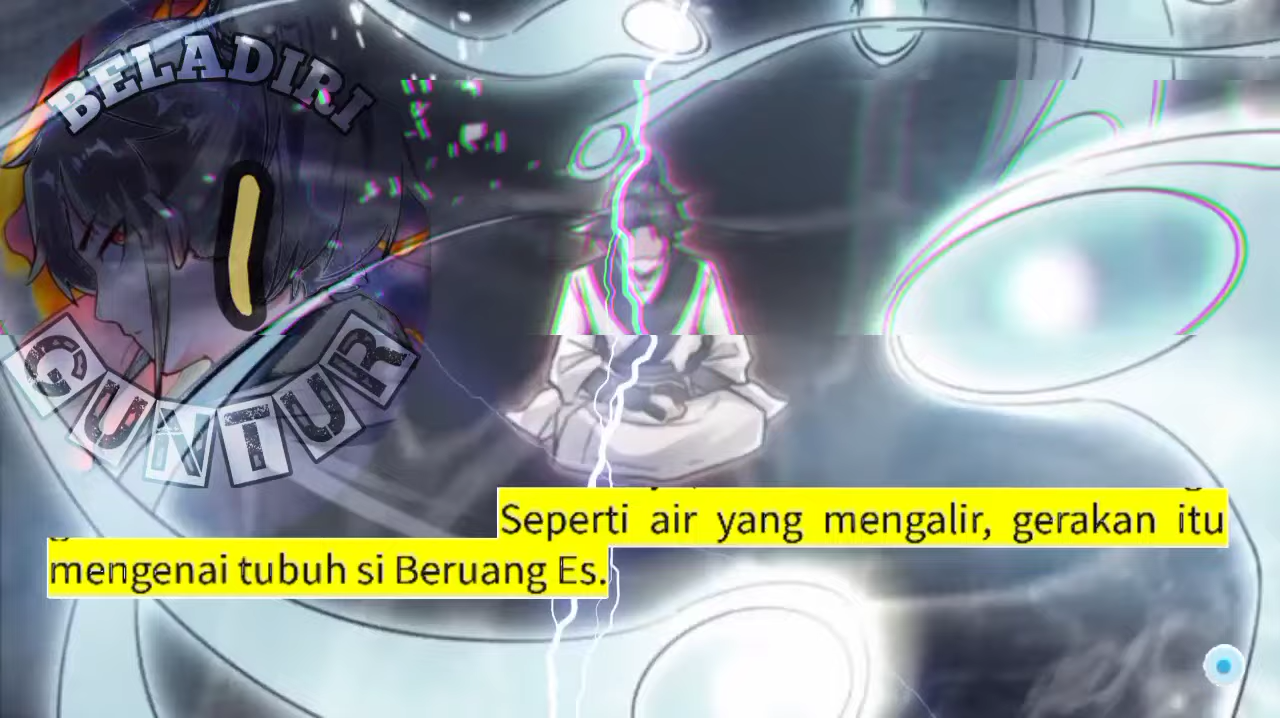 BELADIRI
GUNTUR
Seperti air yang mengalir, gerakan itu
mengenai tubuh si Beruang Es.